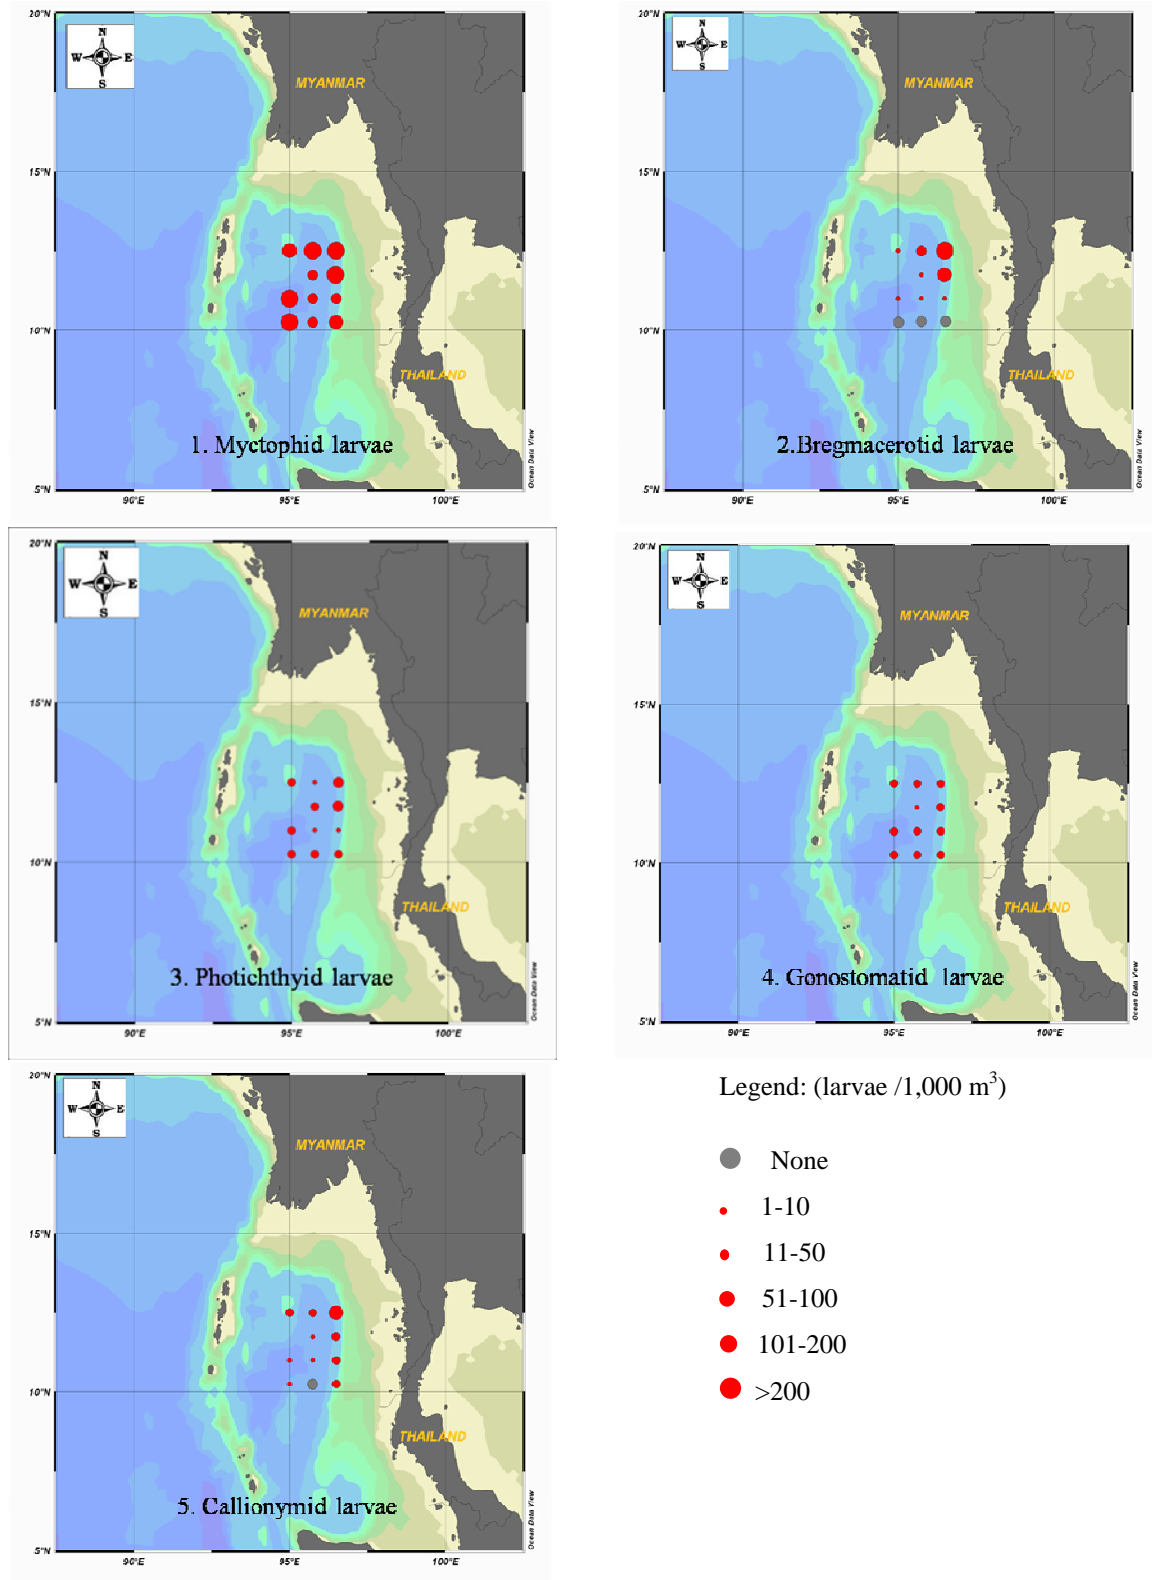 20°N
N
W E
S
MYANMAR
15°N
10°N
THAILAND
1. Myctophid larvae
5°N
90°E 95°E 100°E
Ocean Data View
20°N
N
W E
S
MYANMAR
15°N
10°N
THAILAND
2.Bregmacerotid larvae
5°N
90°E 95°E 100°E
Ocean Data View
20°N
N
W E
S
MYANMAR
15°N
10°N
THAILAND
3. Photichthyid larvae
5°N
90°E 95°E 100°E
Ocean Data View
20°N
N
W E
S
MYANMAR
15°N
10°N
THAILAND
4. Gonostomatid larvae
5°N
90°E 95°E 100°E
Ocean Data View
20°N
N
W E
S
MYANMAR
15°N
10°N
THAILAND
5. Callionymid larvae
5°N
90°E 95°E 100°E
Ocean Data View
Legend: (larvae /1,000 m³)
None
1-10
11-50
51-100
101-200
>200